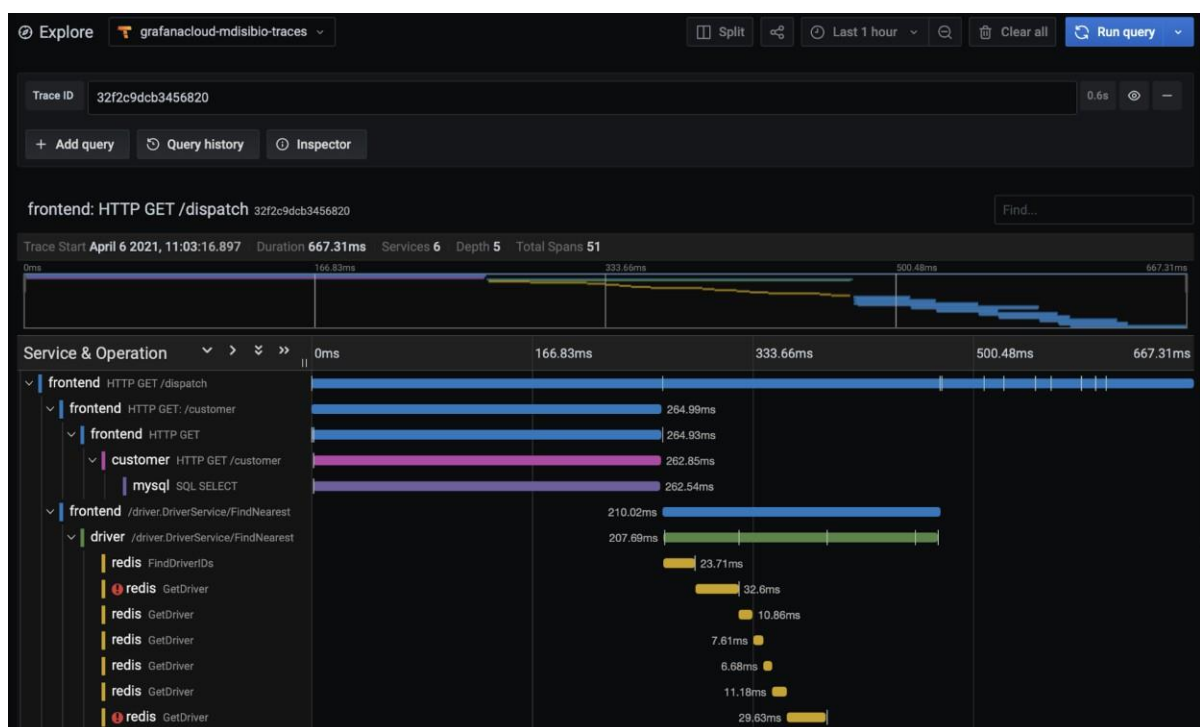 Explore grafanacloud-mdisibio-traces Split Last 1 hour Clear all Run query
Trace ID 32f2c9dcb3456820 0.6s
+ Add query Query history Inspector
frontend: HTTP GET /dispatch 32f2c9dcb3456820 Find...
Trace Start April 6 2021, 11:03:16.897 Duration 667.31ms Services 6 Depth 5 Total Spans 51
0ms 166.83ms 333.66ms 500.48ms 667.31ms
Service & Operation 0ms 166.83ms 333.66ms 500.48ms 667.31ms
frontend HTTP GET /dispatch
frontend HTTP GET: /customer 264.99ms
frontend HTTP GET 264.93ms
customer HTTP GET /customer 262.85ms
mysql SQL SELECT 262.54ms
frontend /driver.DriverService/FindNearest 210.02ms
driver /driver.DriverService/FindNearest 207.69ms
redis FindDriverIDs 23.71ms
redis GetDriver 32.6ms
redis GetDriver 10.86ms
redis GetDriver 7.61ms
redis GetDriver 6.68ms
redis GetDriver 11.18ms
redis GetDriver 29.63ms